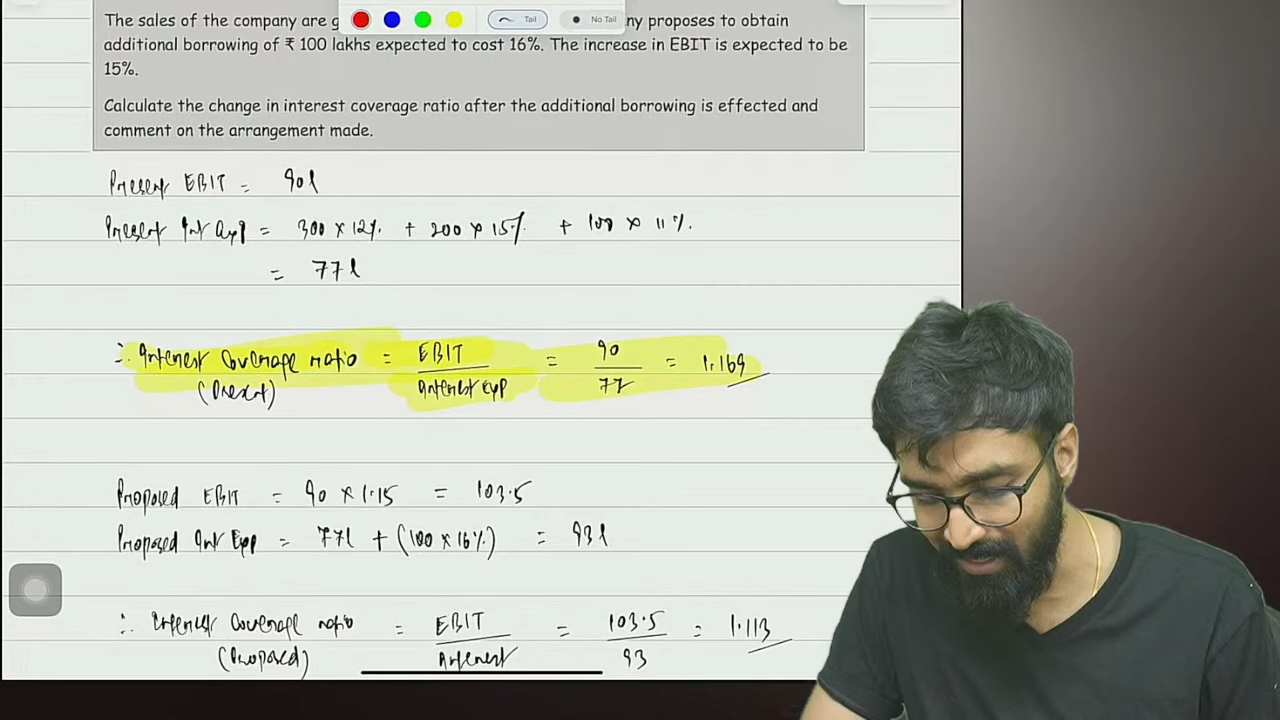 The sales of the company are g
Tail
No Tail
ny proposes to obtain
additional borrowing of ₹ 100 lakhs expected to cost 16%. The increase in EBIT is expected to be
15%.
Calculate the change in interest coverage ratio after the additional borrowing is effected and
comment on the arrangement made.
Present EBIT = 90l
Present Int Exp = 300 × 12% + 200 × 15% + 100 × 11%.
= 77l
∴ Interest Coverage ratio = EBIT / Interest Exp = 90 / 77 = 1.169
(Present)
Proposed EBIT = 90 × 1.15 = 103.5
Proposed Int Exp = 77l + (100 × 16%) = 93l
∴ Interest Coverage ratio = EBIT / Interest = 103.5 / 93 = 1.113
(Proposed)